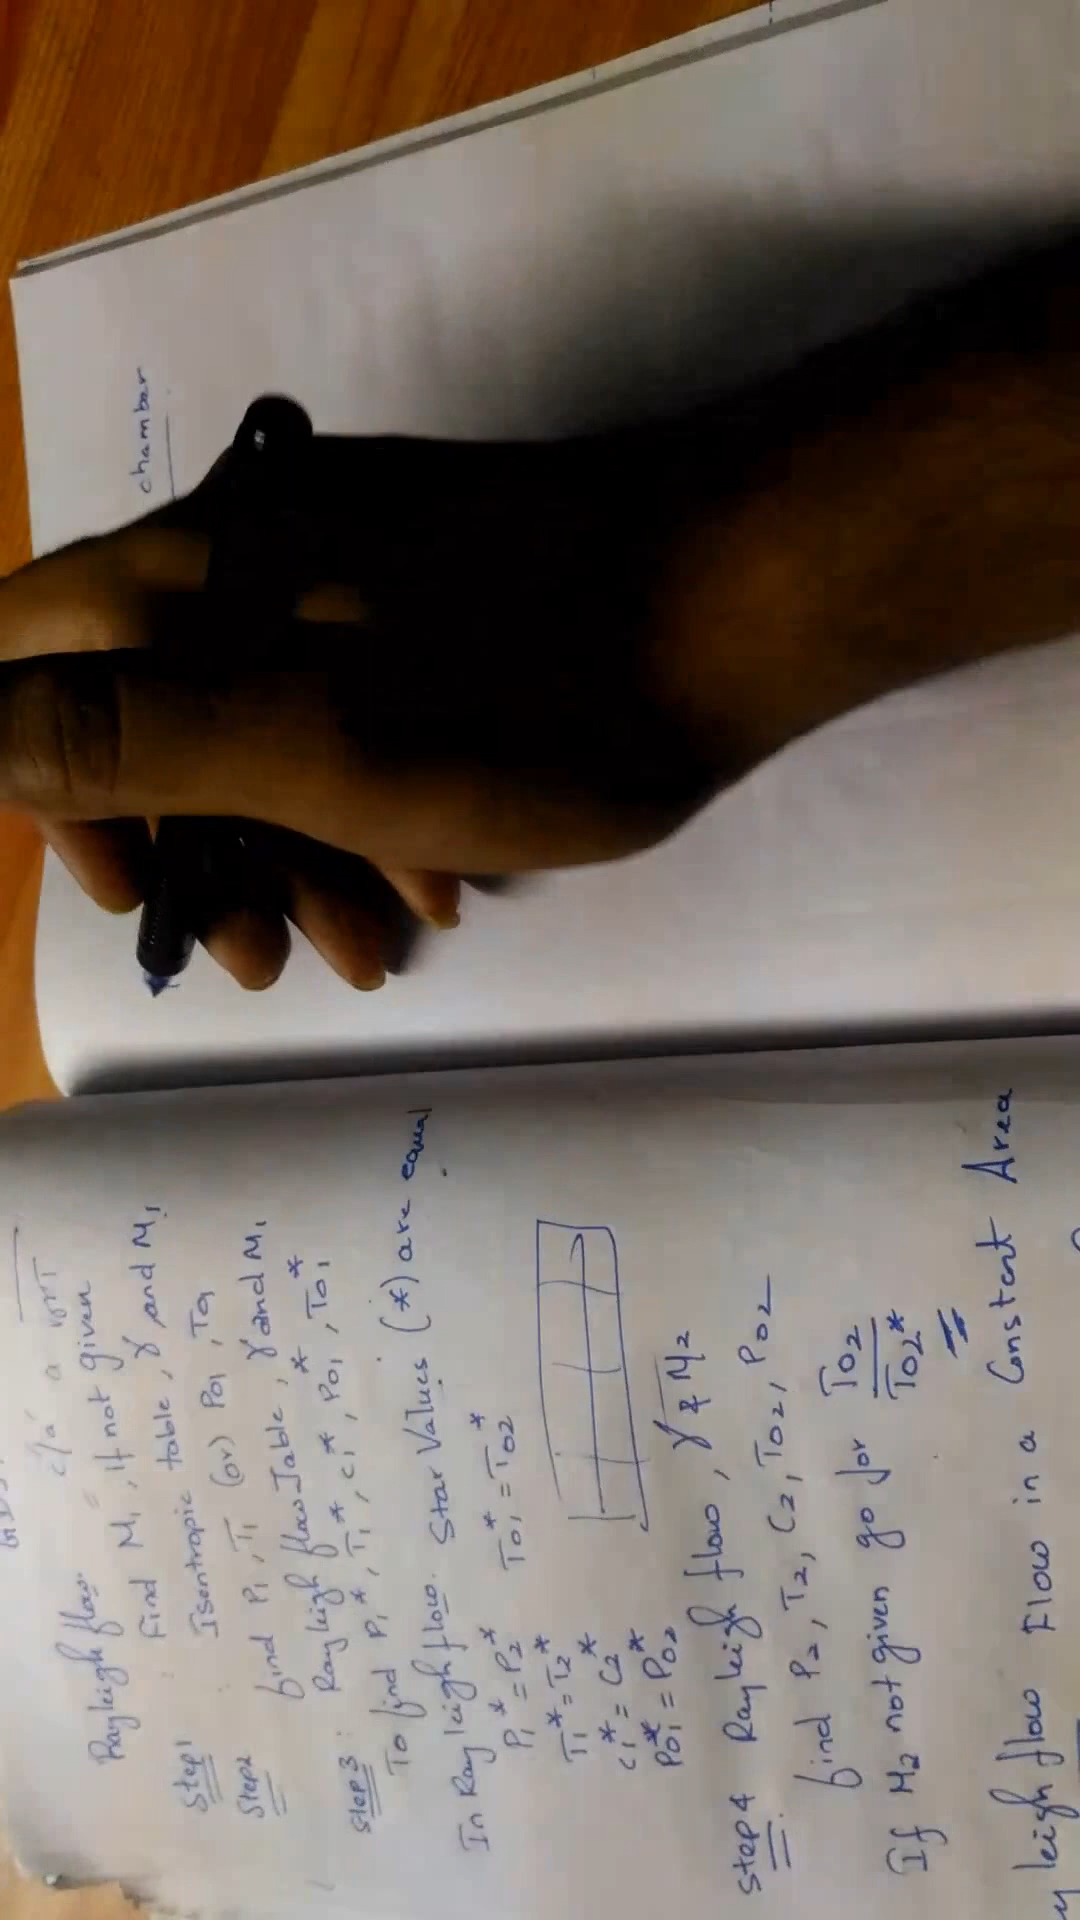 Rayleigh flow
Step1 : Find M1, If not given
Step2 : Isentropic table, γ and M1.
find P1, T1 (or) P01, T01
Step3 : Rayleigh flow Table, γ and M1
To find P1*, T1*, C1*, P01*, T01*
In Rayleigh flow. Star Values (*) are equal.
P1* = P2* T01* = T02*
T1* = T2*
C1* = C2*
P01* = P02*
Step4 Rayleigh flow, γ & M2
find P2, T2, C2, T02, P02
If M2 not given go for T02/T02*
leigh flow Flow in a Constant Area
chamber